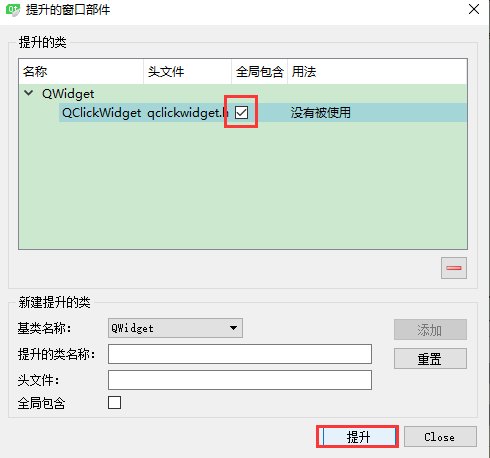 提升的窗口部件
提升的类
名称 头文件 全局包含 用法
QWidget
QClickWidget qclickwidget.h 没有被使用
新建提升的类
基类名称： QWidget 添加
提升的类名称： 重置
头文件：
全局包含
提升 Close